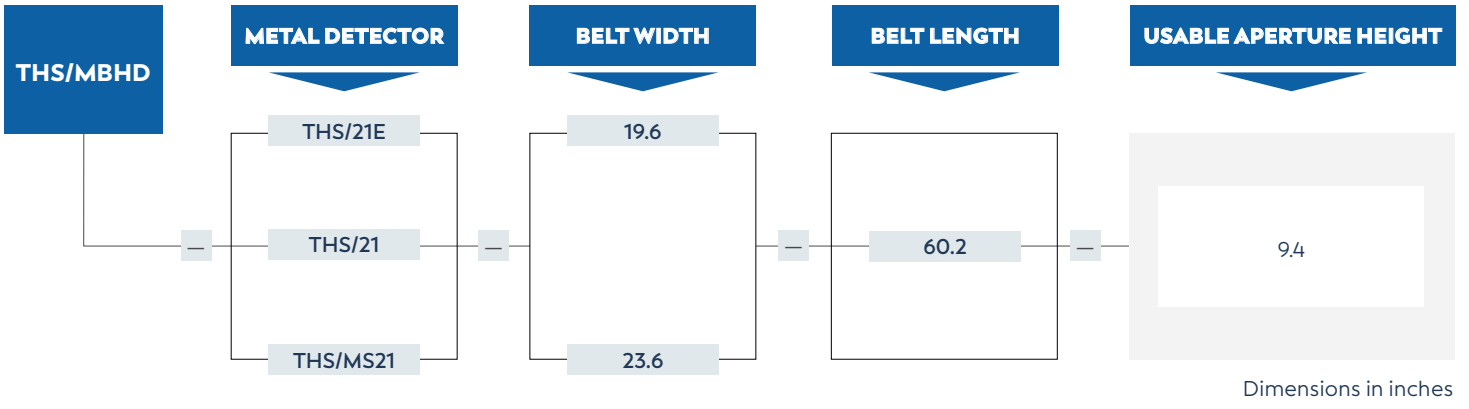 THS/MBHD
METAL DETECTOR
BELT WIDTH
BELT LENGTH
USABLE APERTURE HEIGHT
THS/21E
19.6
—
THS/21
—
—
60.2
—
9.4
THS/MS21
23.6
Dimensions in inches